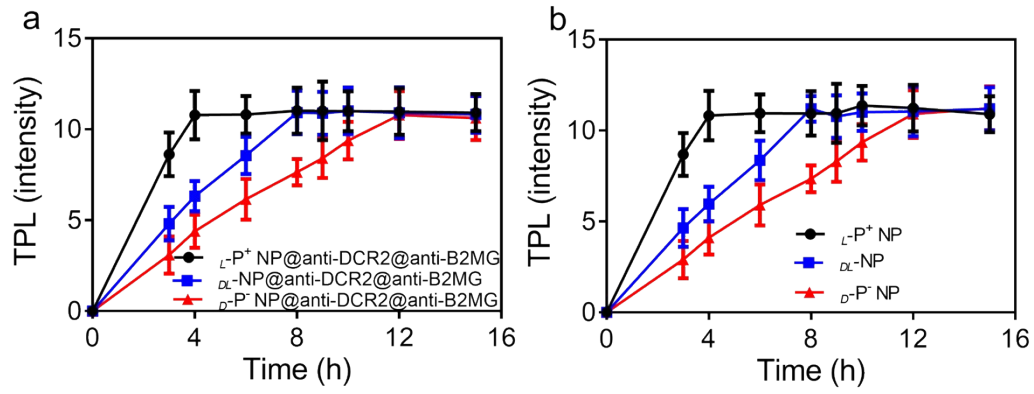 a
15
10
5
0
TPL (intensity)
L-P+ NP@anti-DCR2@anti-B2MG
DL-NP@anti-DCR2@anti-B2MG
D-P- NP@anti-DCR2@anti-B2MG
0 4 8 12 16
Time (h)
b
15
10
5
0
TPL (intensity)
L-P+ NP
DL-NP
D-P- NP
0 4 8 12 16
Time (h)